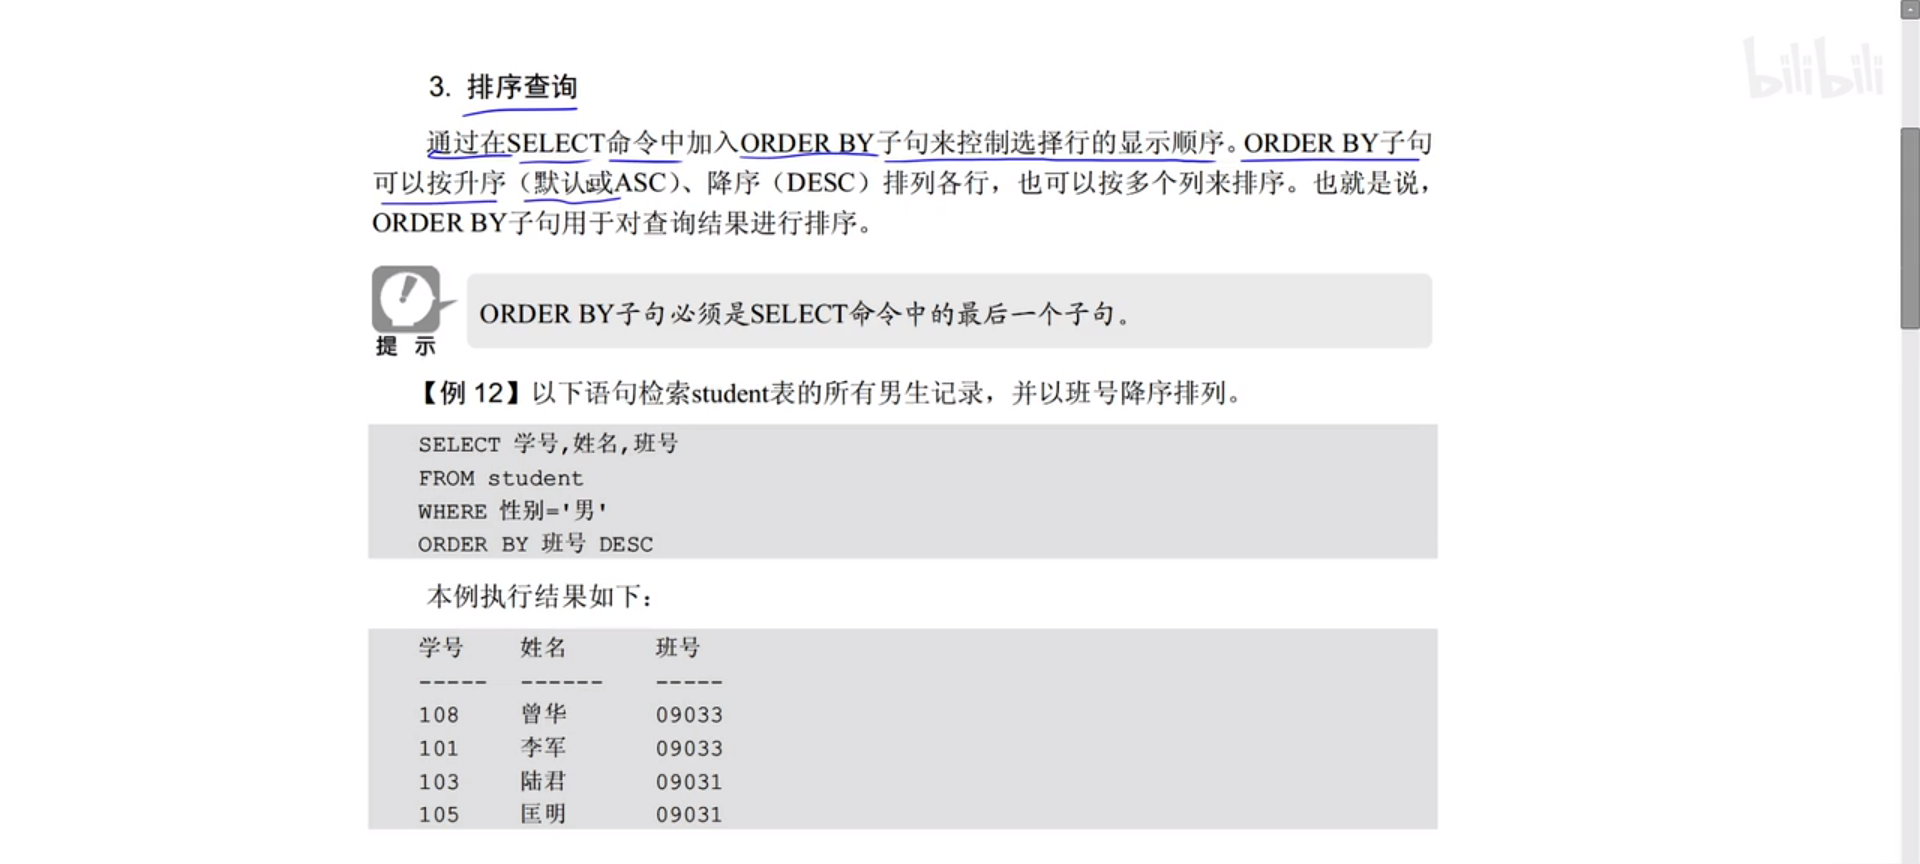 bilibili
3. 排序查询
通过在SELECT命令中加入ORDER BY子句来控制选择行的显示顺序。ORDER BY子句
可以按升序（默认或ASC）、降序（DESC）排列各行，也可以按多个列来排序。也就是说，
ORDER BY子句用于对查询结果进行排序。
ORDER BY子句必须是SELECT命令中的最后一个子句。
提 示
【例 12】以下语句检索student表的所有男生记录，并以班号降序排列。
SELECT 学号,姓名,班号
FROM student
WHERE 性别='男'
ORDER BY 班号 DESC
本例执行结果如下：
学号 姓名 班号
----- ------ -----
108 曾华 09033
101 李军 09033
103 陆君 09031
105 匡明 09031